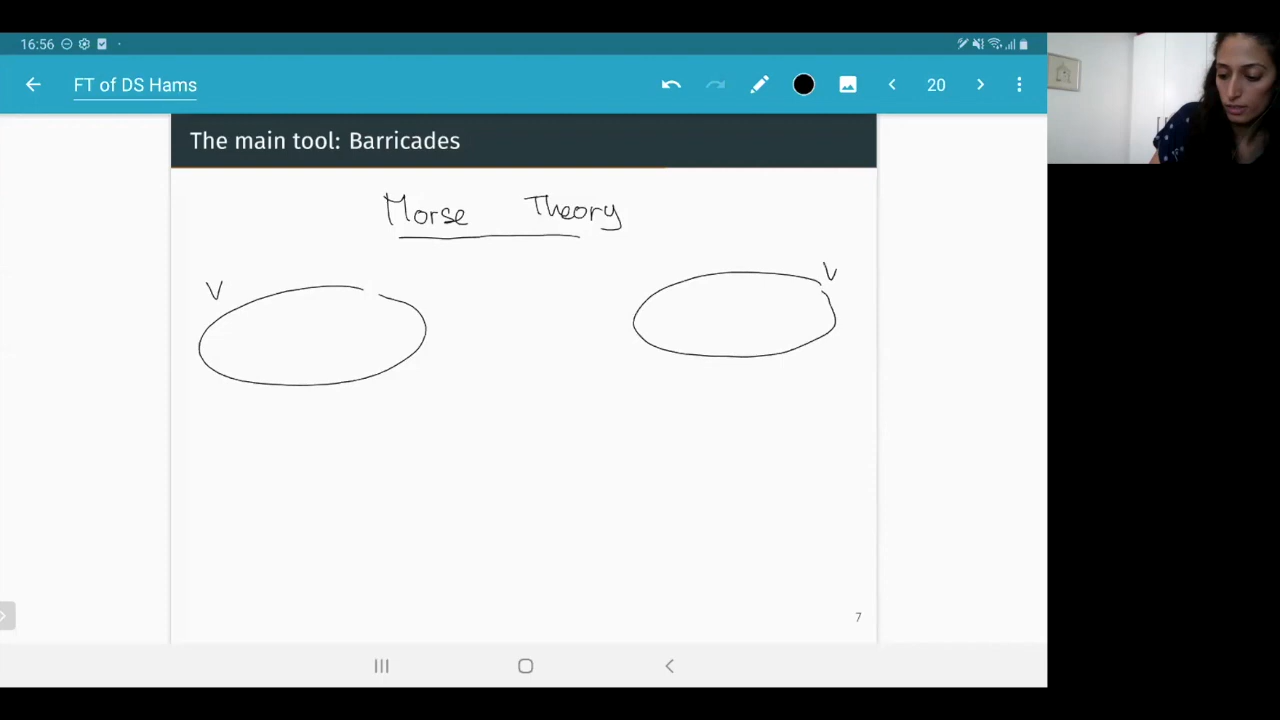 16:56
FT of DS Hams
20
The main tool: Barricades
Morse Theory
V
V
7